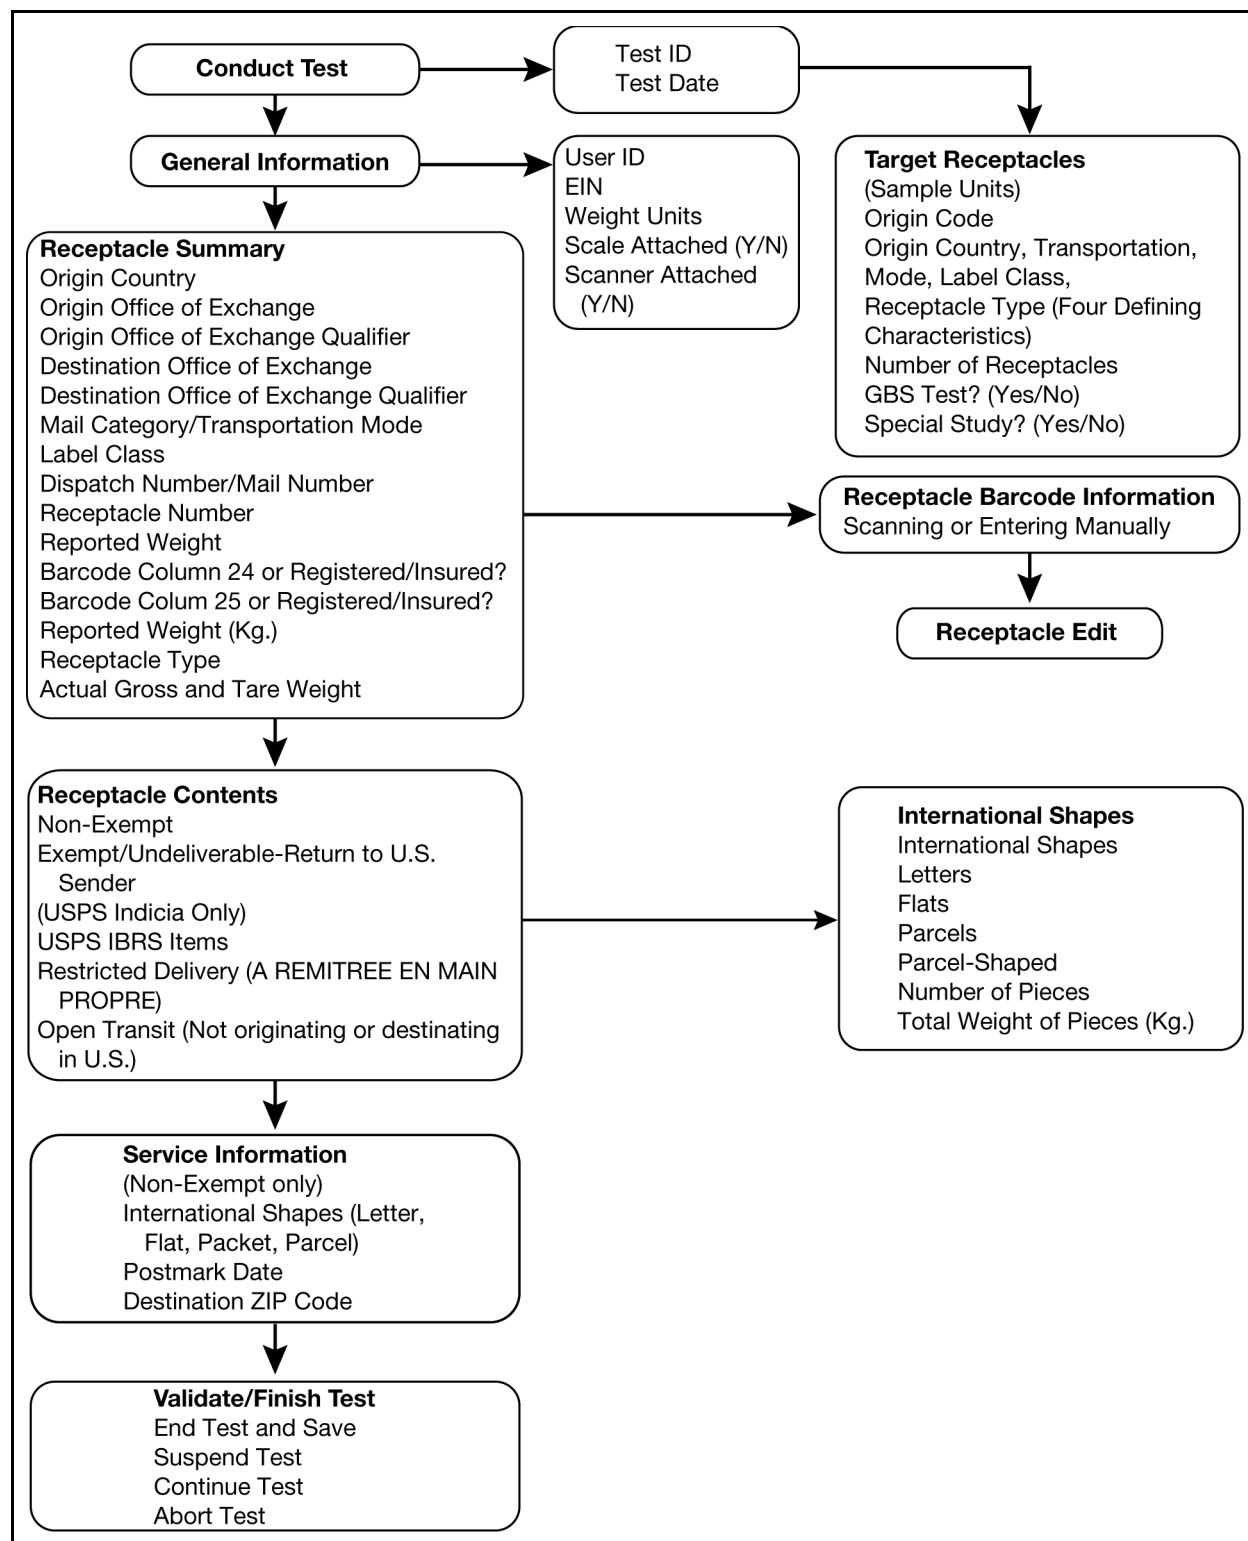 Conduct Test
Test ID
Test Date
General Information
User ID
EIN
Weight Units
Scale Attached (Y/N)
Scanner Attached
(Y/N)
Target Receptacles
(Sample Units)
Origin Code
Origin Country, Transportation,
Mode, Label Class,
Receptacle Type (Four Defining
Characteristics)
Number of Receptacles
GBS Test? (Yes/No)
Special Study? (Yes/No)
Receptacle Summary
Origin Country
Origin Office of Exchange
Origin Office of Exchange Qualifier
Destination Office of Exchange
Destination Office of Exchange Qualifier
Mail Category/Transportation Mode
Label Class
Dispatch Number/Mail Number
Receptacle Number
Reported Weight
Barcode Column 24 or Registered/Insured?
Barcode Colum 25 or Registered/Insured?
Reported Weight (Kg.)
Receptacle Type
Actual Gross and Tare Weight
Receptacle Barcode Information
Scanning or Entering Manually
Receptacle Edit
Receptacle Contents
Non-Exempt
Exempt/Undeliverable-Return to U.S.
Sender
(USPS Indicia Only)
USPS IBRS Items
Restricted Delivery (A REMITREE EN MAIN
PROPRE)
Open Transit (Not originating or destinating
in U.S.)
International Shapes
International Shapes
Letters
Flats
Parcels
Parcel-Shaped
Number of Pieces
Total Weight of Pieces (Kg.)
Service Information
(Non-Exempt only)
International Shapes (Letter,
Flat, Packet, Parcel)
Postmark Date
Destination ZIP Code
Validate/Finish Test
End Test and Save
Suspend Test
Continue Test
Abort Test